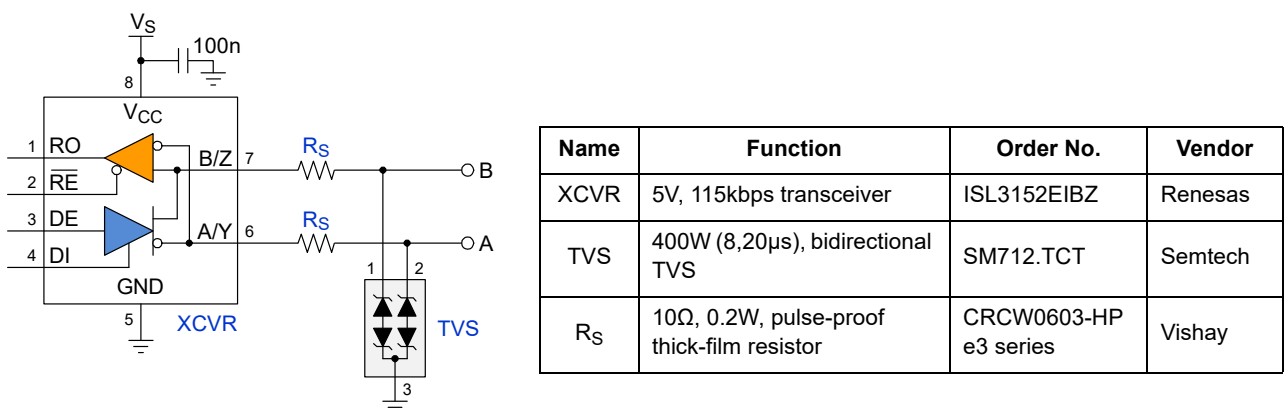 VS
100n
8
VCC
1 RO
B/Z 7
RS
B
2 RE
3 DE
A/Y 6
RS
A
4 DI
GND
1 2
5
XCVR
TVS
3
Name Function Order No. Vendor
XCVR 5V, 115kbps transceiver ISL3152EIBZ Renesas
TVS 400W (8,20µs), bidirectional
TVS SM712.TCT Semtech
RS 10Ω, 0.2W, pulse-proof
thick-film resistor CRCW0603-HP
e3 series Vishay